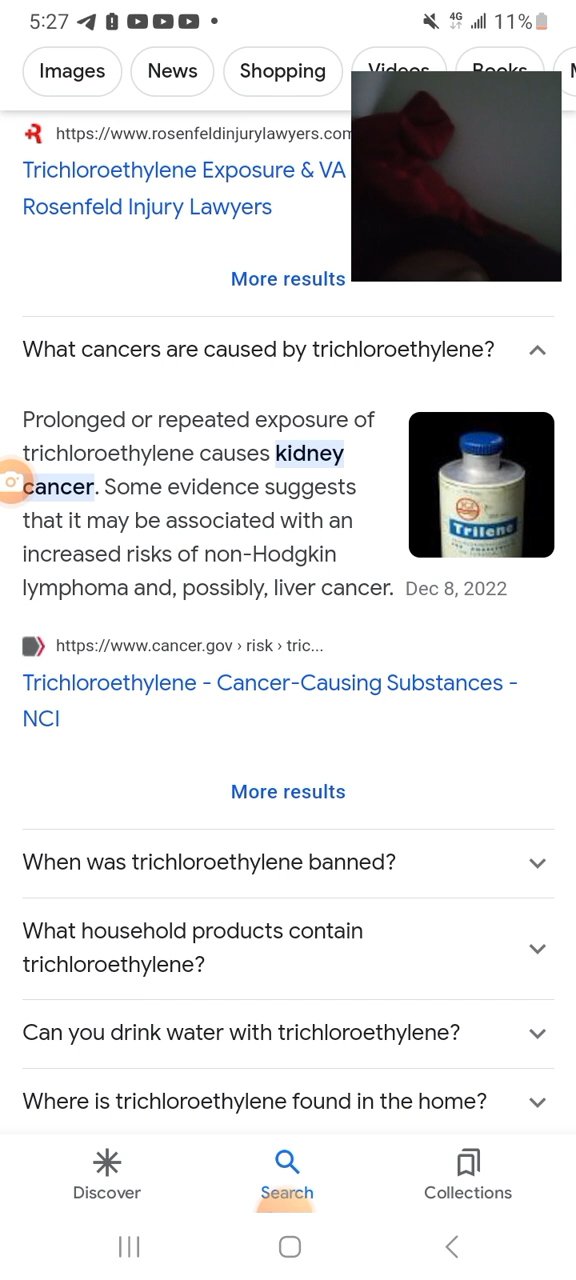 5:27 4G 11%
Images News Shopping Videos Books
https://www.rosenfeldinjurylawyers.com
Trichloroethylene Exposure & VA
Rosenfeld Injury Lawyers
More results
What cancers are caused by trichloroethylene?
Prolonged or repeated exposure of
trichloroethylene causes kidney
cancer. Some evidence suggests
that it may be associated with an
increased risks of non-Hodgkin
lymphoma and, possibly, liver cancer. Dec 8, 2022
Trilene
https://www.cancer.gov › risk › tric...
Trichloroethylene - Cancer-Causing Substances -
NCI
More results
When was trichloroethylene banned?
What household products contain
trichloroethylene?
Can you drink water with trichloroethylene?
Where is trichloroethylene found in the home?
Discover Search Collections